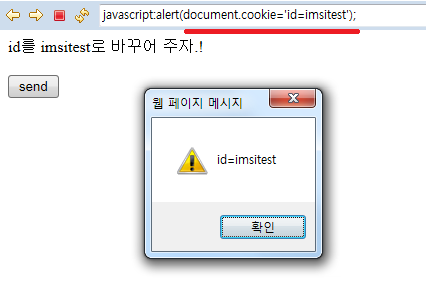 javascript:alert(document.cookie='id=imsitest');
id를 imsitest로 바꾸어 주자.!
send
웹 페이지 메시지
id=imsitest
확인